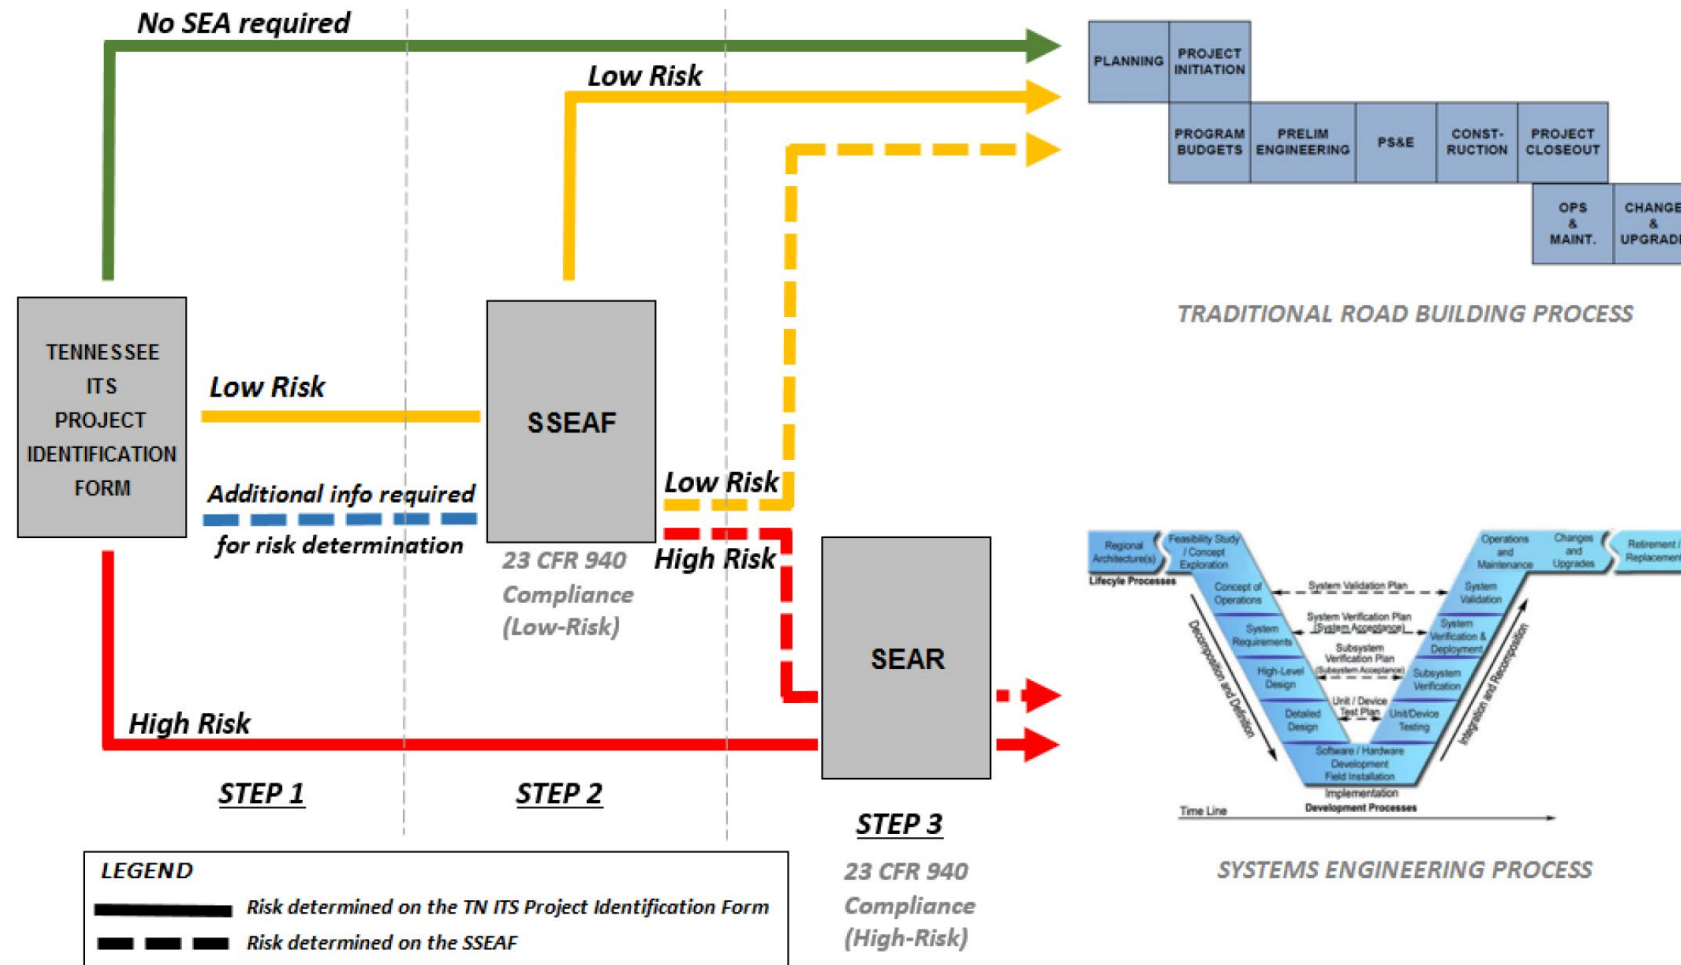 No SEA required
Low Risk
PLANNING
PROJECT
INITIATION
PROGRAM
BUDGETS
PRELIM
ENGINEERING
PS&E
CONST-
RUCTION
PROJECT
CLOSEOUT
OPS
&
MAINT.
CHANGE
&
UPGRADE
TRADITIONAL ROAD BUILDING PROCESS
TENNESSEE
ITS
PROJECT
IDENTIFICATION
FORM
Low Risk
Additional info required
for risk determination
SSEAF
23 CFR 940
Compliance
(Low-Risk)
Low Risk
High Risk
SEAR
High Risk
STEP 1
STEP 2
STEP 3
23 CFR 940
Compliance
(High-Risk)
Regional
Architecture(s)
Feasibility Study
/ Concept
Exploration
Operations
and
Maintenance
Changes
and
Upgrades
Retirement /
Replacement
Lifecyle Processes
Concept of
Operations
System Validation Plan
System
Validation
System
Requirements
System Verification Plan
(System Acceptance)
System
Verification &
Deployment
High-Level
Design
Subsystem
Verification Plan
(Subsystem Acceptance)
Subsystem
Verification
Detailed
Design
Unit / Device
Test Plan
Unit/Device
Testing
Decomposition and Definition
Integration and Recomposition
Software / Hardware
Development
Field Installation
Implementation
Time Line
Development Processes
SYSTEMS ENGINEERING PROCESS
LEGEND
Risk determined on the TN ITS Project Identification Form
Risk determined on the SSEAF